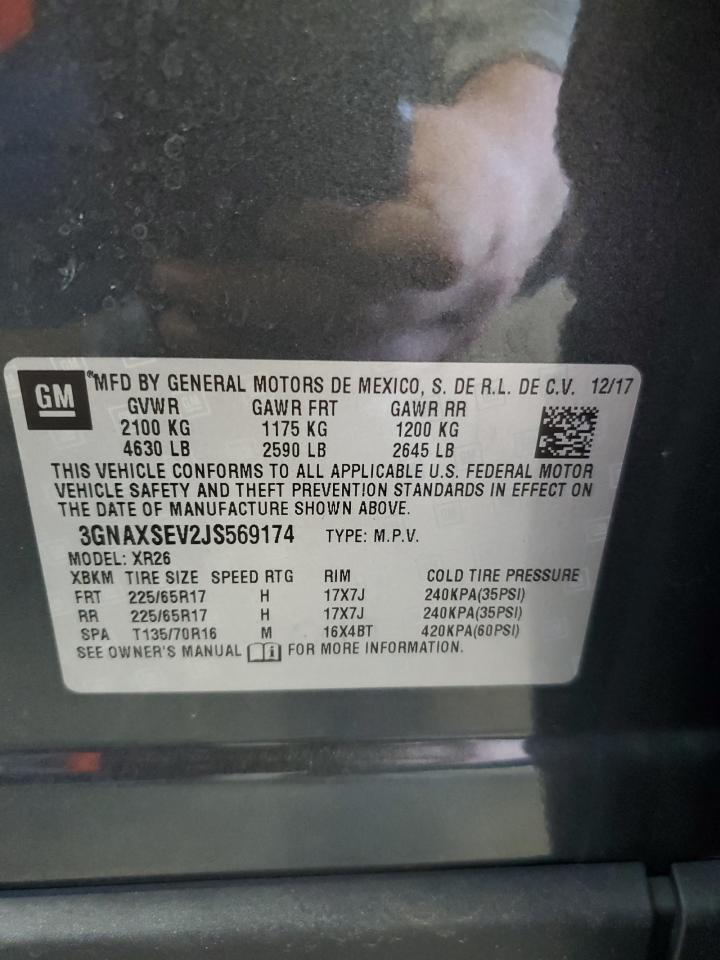 GM
MFD BY GENERAL MOTORS DE MEXICO, S. DE R.L. DE C.V. 12/17
GVWR GAWR FRT GAWR RR
2100 KG 1175 KG 1200 KG
4630 LB 2590 LB 2645 LB
THIS VEHICLE CONFORMS TO ALL APPLICABLE U.S. FEDERAL MOTOR
VEHICLE SAFETY AND THEFT PREVENTION STANDARDS IN EFFECT ON
THE DATE OF MANUFACTURE SHOWN ABOVE.
3GNAXSEV2JS569174 TYPE: M.P.V.
MODEL: XR26
XBKM TIRE SIZE SPEED RTG RIM COLD TIRE PRESSURE
FRT 225/65R17 H 17X7J 240KPA(35PSI)
RR 225/65R17 H 17X7J 240KPA(35PSI)
SPA T135/70R16 M 16X4BT 420KPA(60PSI)
SEE OWNER'S MANUAL i FOR MORE INFORMATION.